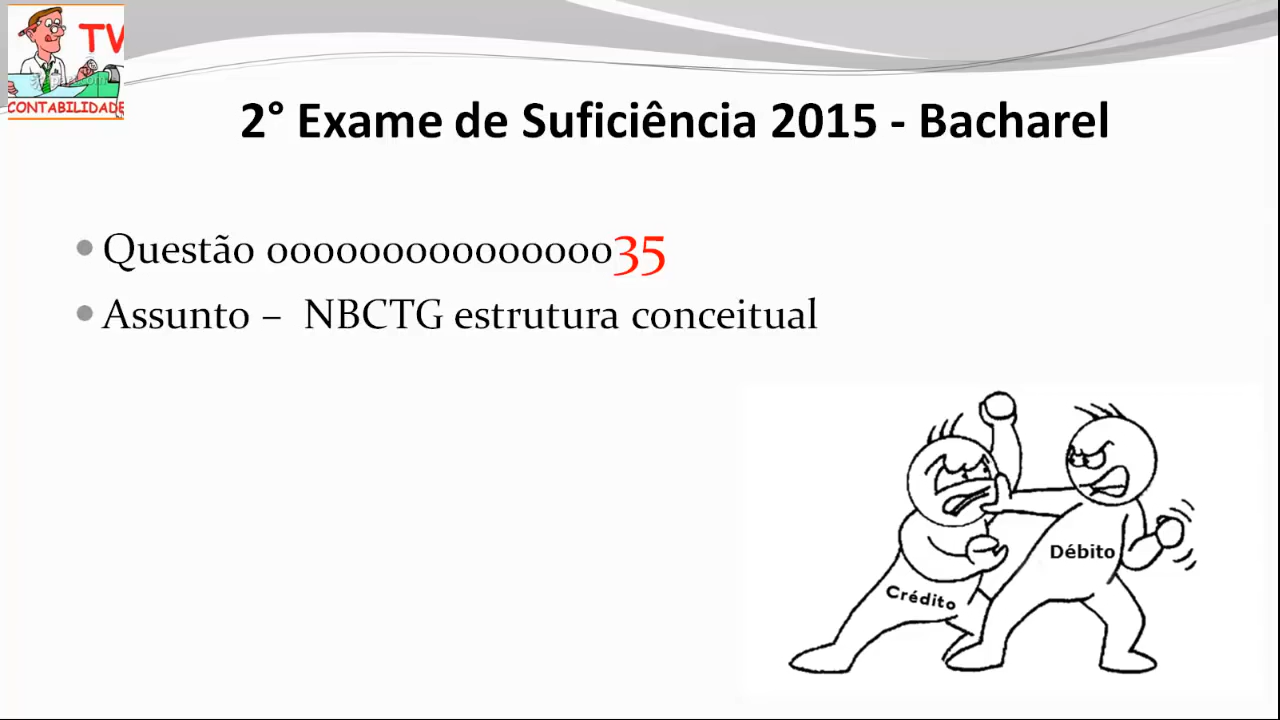 TV
CONTABILIDADE
2° Exame de Suficiência 2015 - Bacharel
Questão ooooooooooooooo35
Assunto – NBCTG estrutura conceitual
Débito
Crédito